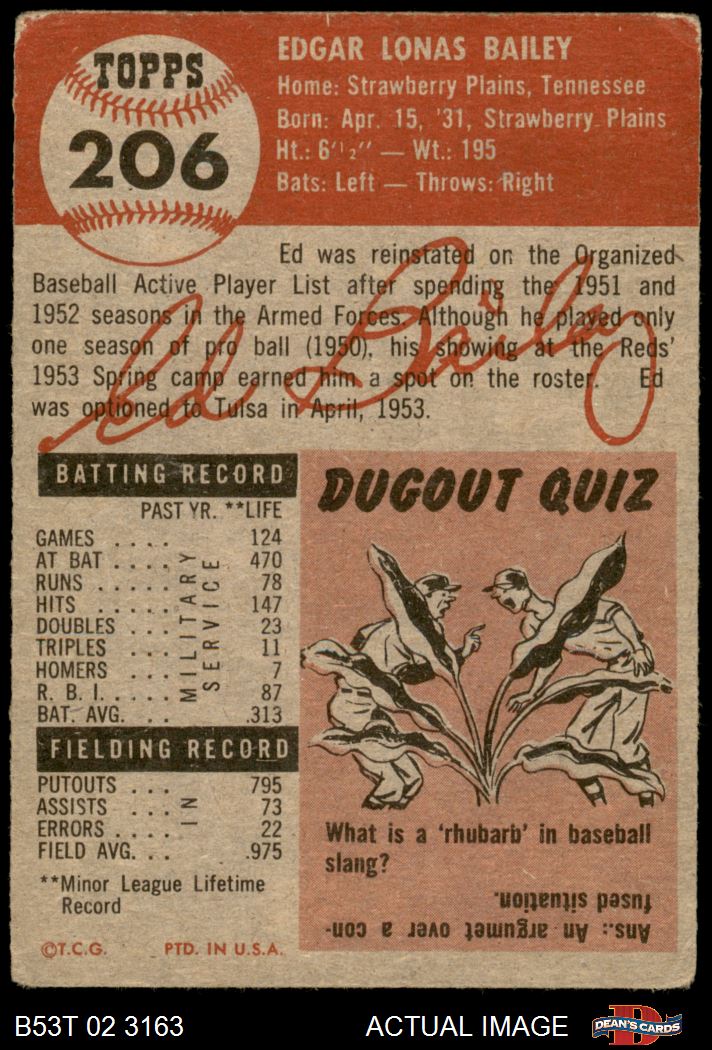 TOPPS
206
EDGAR LONAS BAILEY
Home: Strawberry Plains, Tennessee
Born: Apr. 15, '31, Strawberry Plains
Ht.: 6'½" — Wt.: 195
Bats: Left — Throws: Right
Ed was reinstated on the Organized
Baseball Active Player List after spending the 1951 and
1952 seasons in the Armed Forces. Although he played only
one season of pro ball (1950), his showing at the Reds'
1953 Spring camp earned him a spot on the roster. Ed
was optioned to Tulsa in April, 1953.
Ed Bailey
BATTING RECORD
PAST YR. **LIFE
GAMES .... 124
AT BAT .... 470
RUNS ..... 78
HITS ..... 147
DOUBLES ... 23
TRIPLES ... 11
HOMERS ... 7
R. B. I. ..... 87
BAT. AVG. ... .313
MILITARY
SERVICE
FIELDING RECORD
PUTOUTS ... 795
ASSISTS .... 73
ERRORS .... 22
FIELD AVG. .. .975
IN
**Minor League Lifetime
Record
©T.C.G. PTD. IN U.S.A.
DUGOUT QUIZ
What is a 'rhubarb' in baseball
slang?
Ans.: An argumet over a con-
fused situation.
B53T 02 3163 ACTUAL IMAGE
D
DEAN'S CARDS